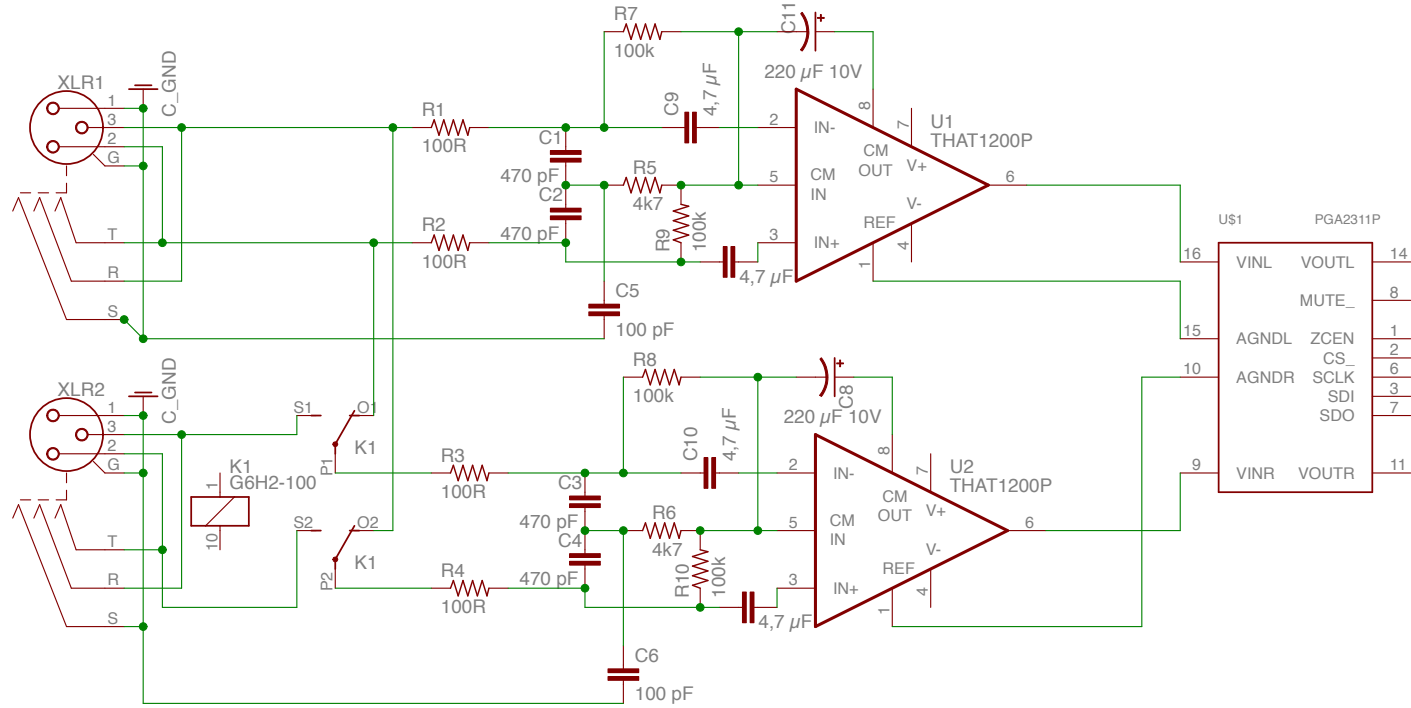 R7
100k
C11
220 µF 10V
XLR1
1
3
2
G
C_GND
R1
100R
C1
470 pF
C2
470 pF
C9
4,7 µF
R5
4k7
R9
100k
4,7 µF
R2
100R
2
IN-
5
CM
IN
3
IN+
8
CM
OUT
7
V+
REF
1
V-
4
6
U1
THAT1200P
T
R
S
C5
100 pF
U$1
PGA2311P
16
VINL
15
AGNDL
10
AGNDR
9
VINR
VOUTL
14
MUTE_
8
ZCEN
1
CS_
2
SCLK
6
SDI
3
SDO
7
VOUTR
11
XLR2
1
3
2
G
C_GND
S1
O1
P1
K1
K1
G6H2-100
1
10
S2
O2
P2
K1
T
R
S
R8
100k
C8
220 µF 10V
R3
100R
C3
470 pF
C4
470 pF
C10
4,7 µF
R6
4k7
R10
100k
4,7 µF
R4
100R
2
IN-
5
CM
IN
3
IN+
8
CM
OUT
7
V+
REF
1
V-
4
6
U2
THAT1200P
C6
100 pF